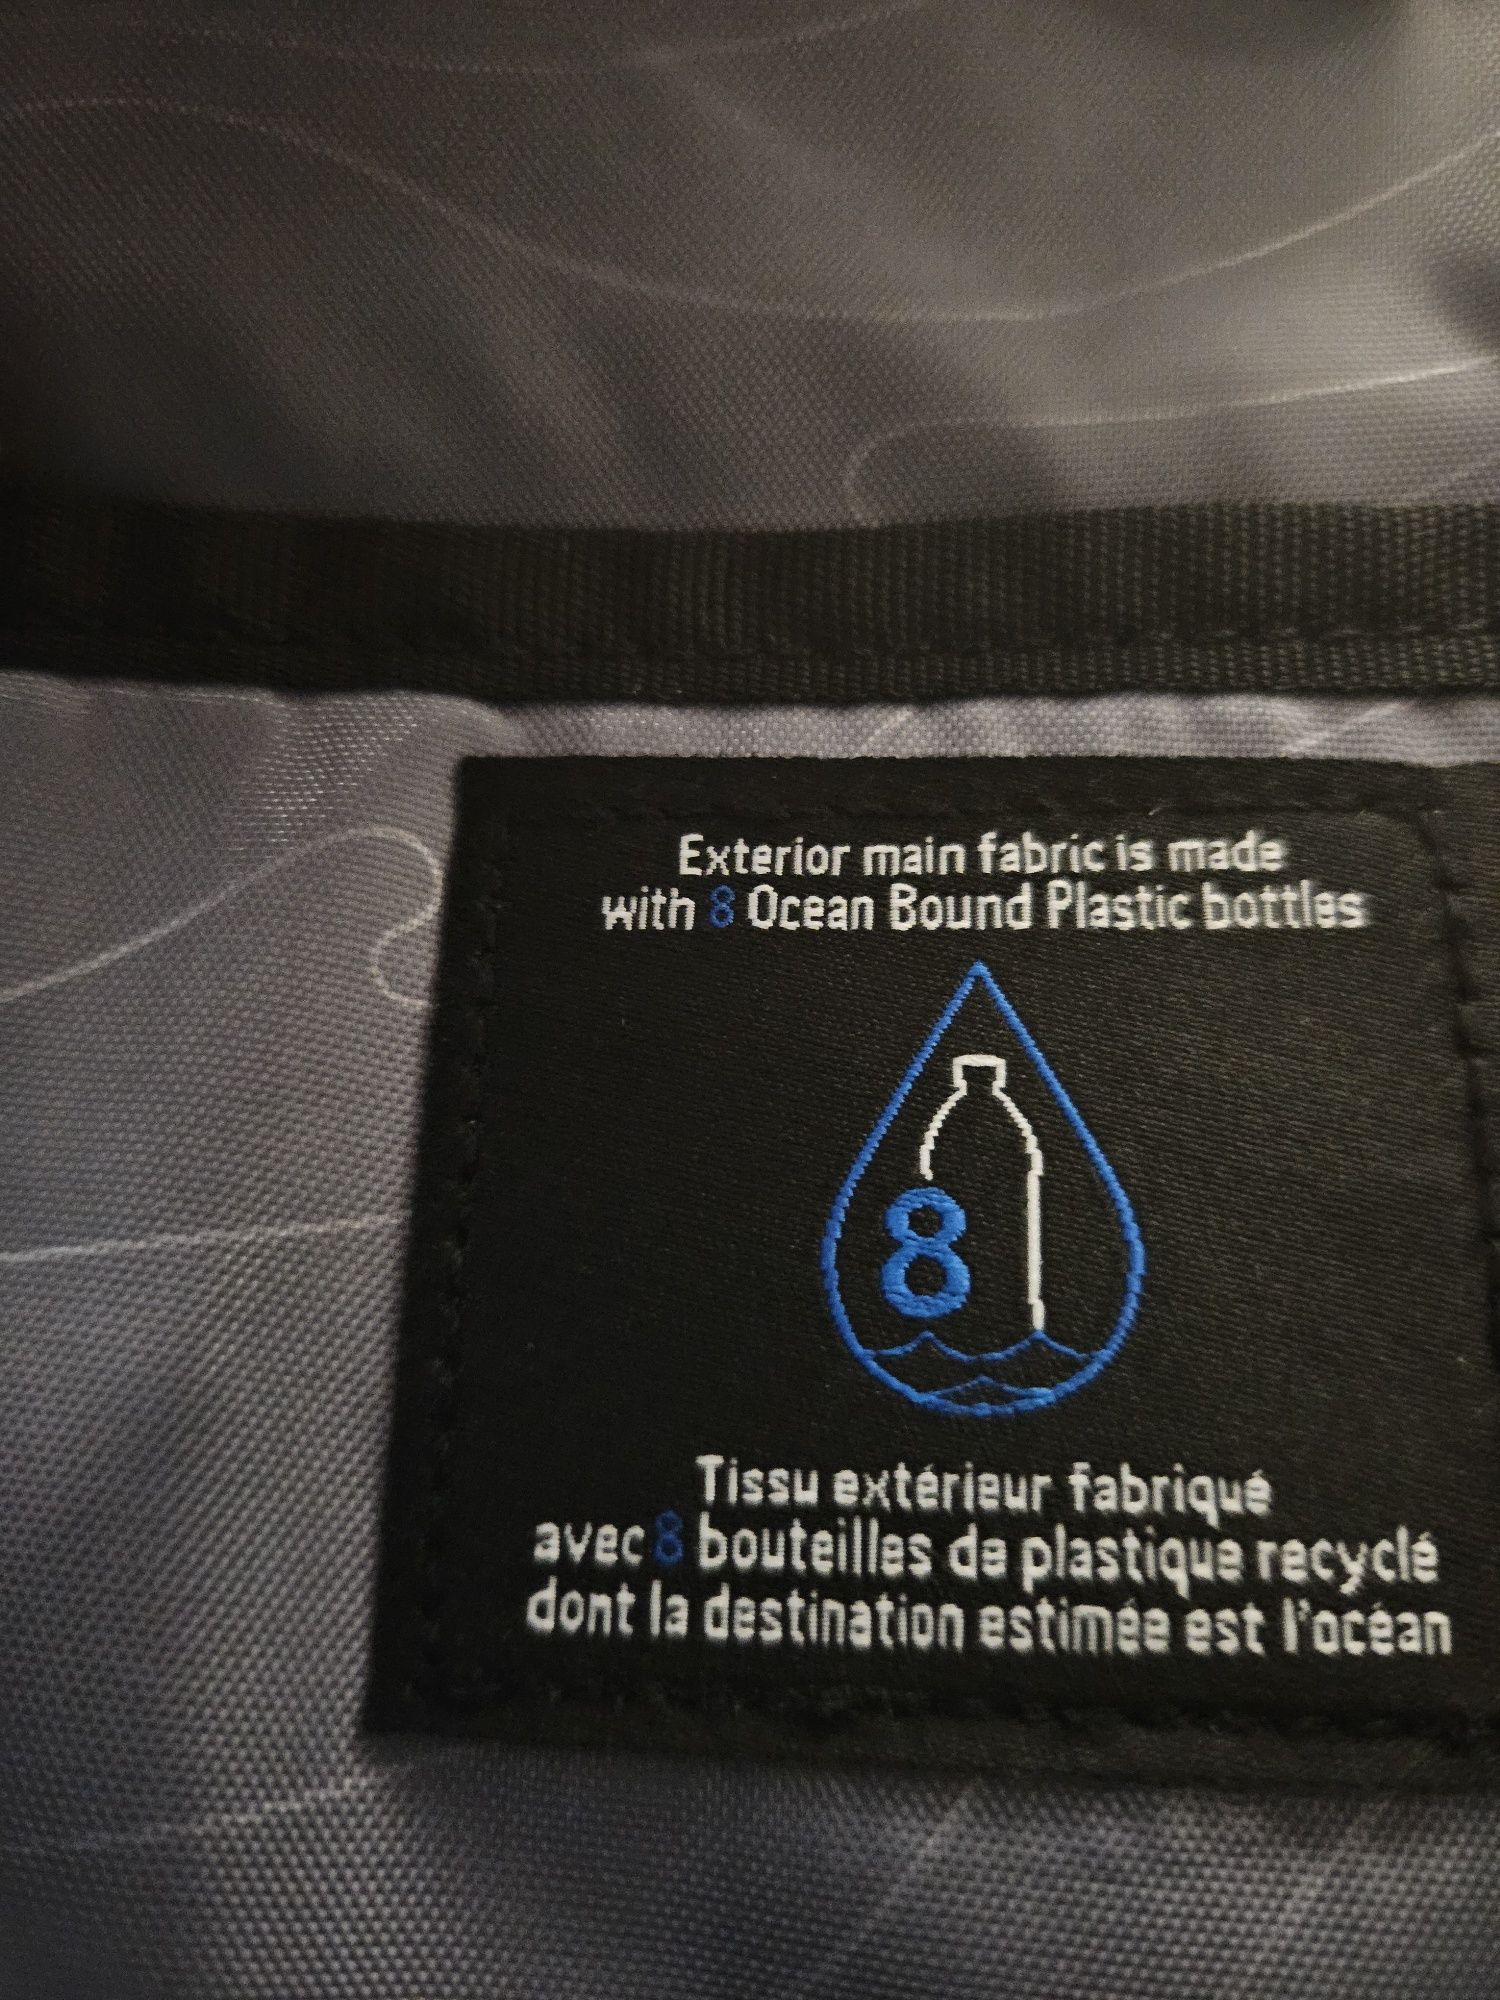 Exterior main fabric is made
with 8 Ocean Bound Plastic bottles
8
Tissu extérieur fabriqué
avec 8 bouteilles de plastique recyclé
dont la destination estimée est l'océan